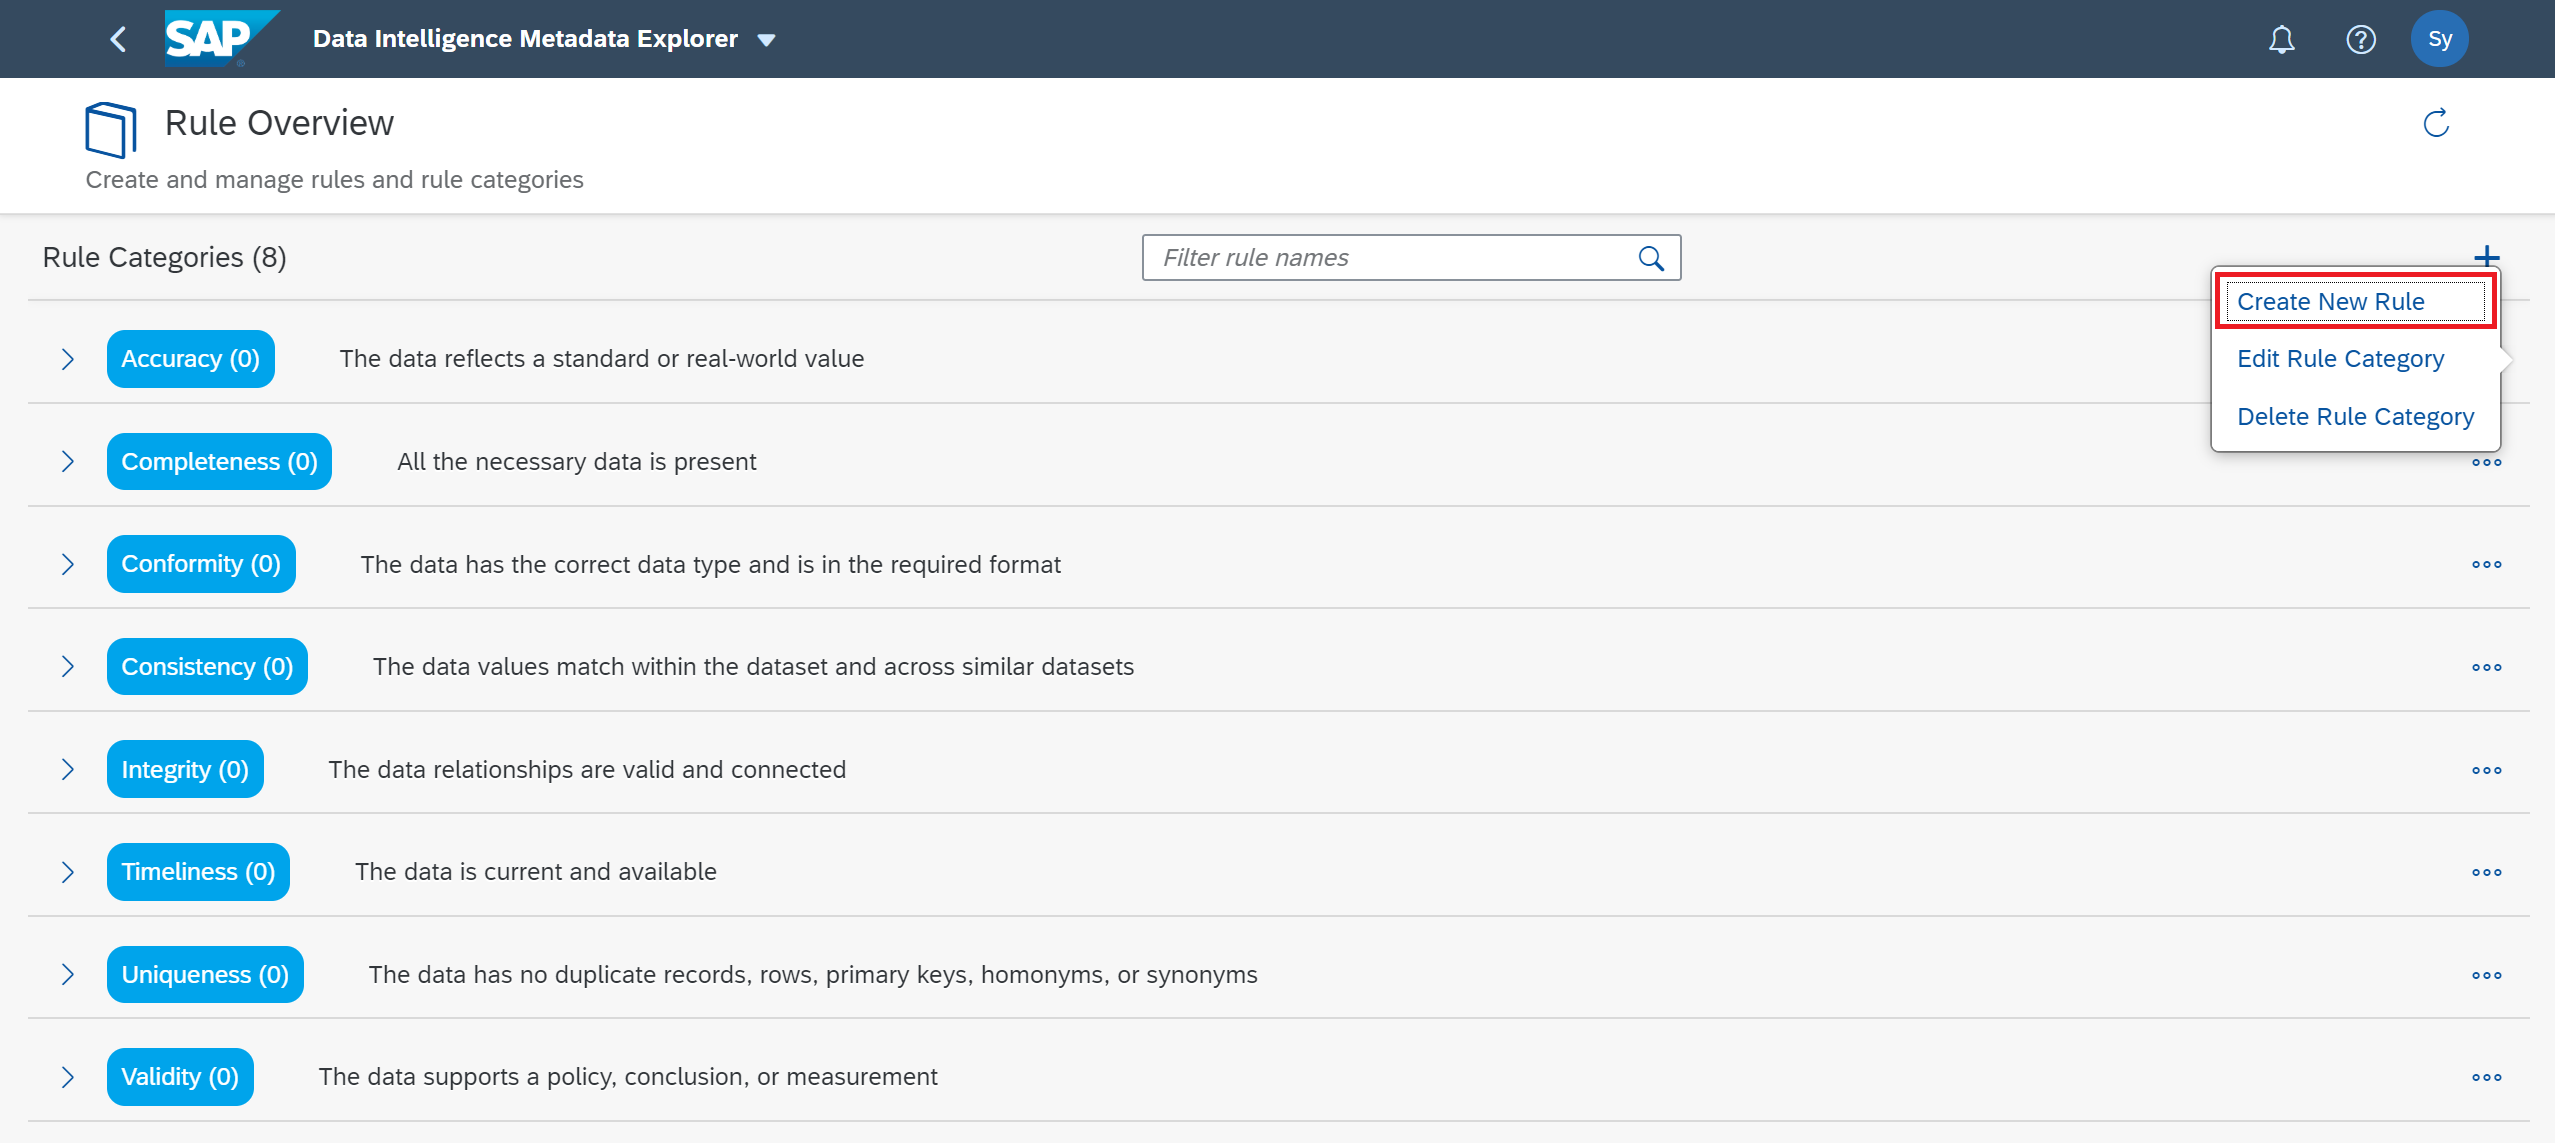 SAP
Data Intelligence Metadata Explorer
Sy
Rule Overview
Create and manage rules and rule categories
Rule Categories (8)
Filter rule names
Create New Rule
Edit Rule Category
Delete Rule Category
Accuracy (0) The data reflects a standard or real-world value
Completeness (0) All the necessary data is present
Conformity (0) The data has the correct data type and is in the required format
Consistency (0) The data values match within the dataset and across similar datasets
Integrity (0) The data relationships are valid and connected
Timeliness (0) The data is current and available
Uniqueness (0) The data has no duplicate records, rows, primary keys, homonyms, or synonyms
Validity (0) The data supports a policy, conclusion, or measurement